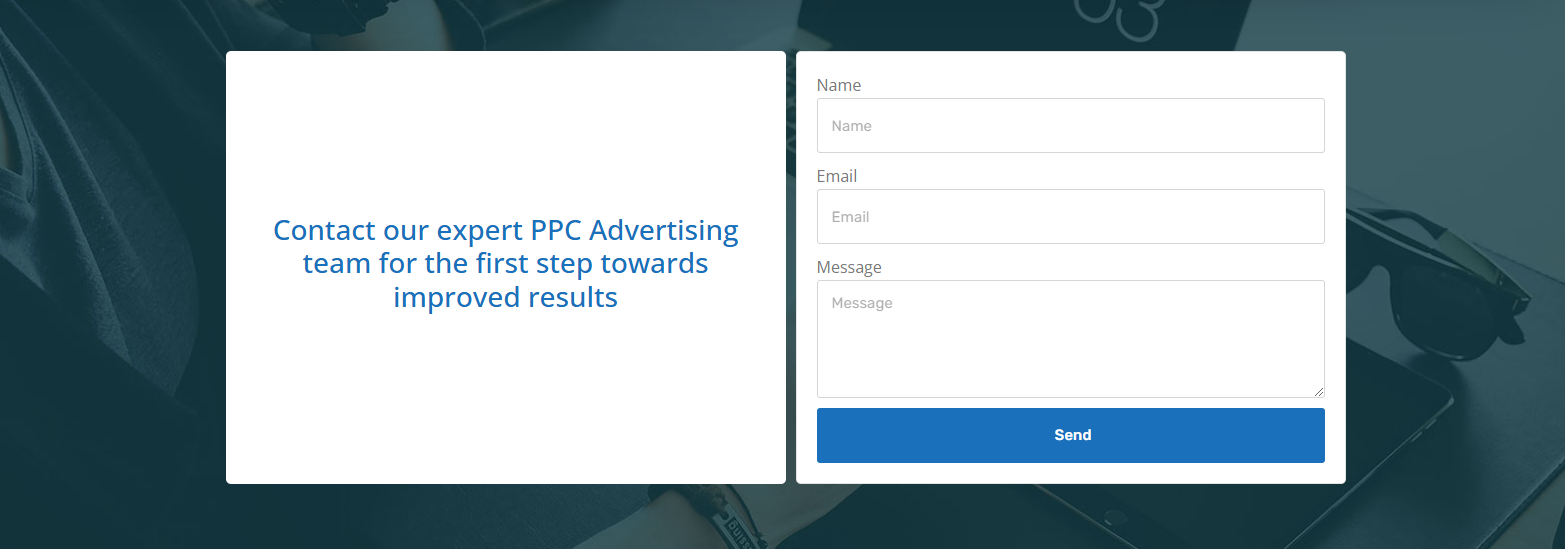 Contact our expert PPC Advertising
team for the first step towards
improved results
Name
Name
Email
Email
Message
Message
Send